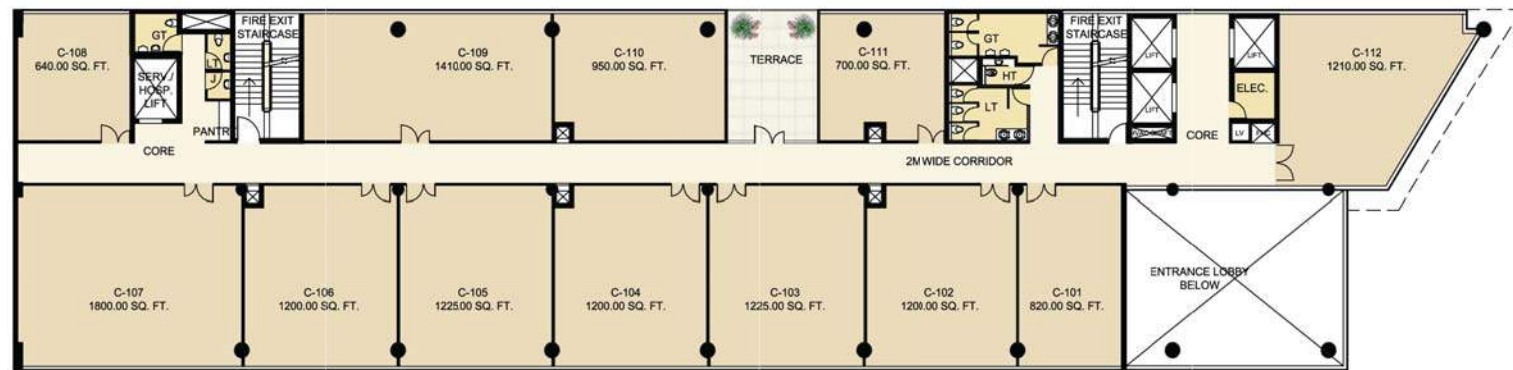 C-108
640.00 SQ. FT.
GT
SERV./
HOSP.
LIFT
LT
J
PANTRY
CORE
FIRE EXIT
STAIRCASE
C-109
1410.00 SQ. FT.
C-110
950.00 SQ. FT.
TERRACE
C-111
700.00 SQ. FT.
GT
HT
LT
FIRE EXIT
STAIRCASE
LIFT
LIFT
LIFT
ELEC.
LV
CORE
C-112
1210.00 SQ. FT.
2M WIDE CORRIDOR
C-107
1800.00 SQ. FT.
C-106
1200.00 SQ. FT.
C-105
1225.00 SQ. FT.
C-104
1200.00 SQ. FT.
C-103
1225.00 SQ. FT.
C-102
1200.00 SQ. FT.
C-101
820.00 SQ. FT.
ENTRANCE LOBBY
BELOW